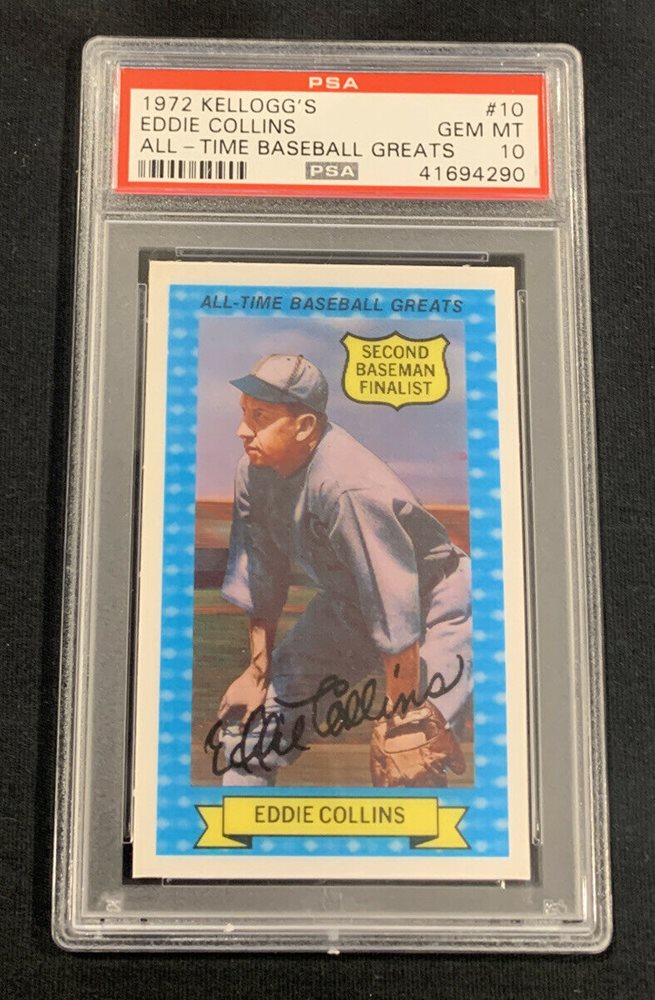 PSA
1972 KELLOGG'S #10
EDDIE COLLINS GEM MT
ALL-TIME BASEBALL GREATS 10
PSA 41694290
ALL-TIME BASEBALL GREATS
SECOND
BASEMAN
FINALIST
Eddie Collins
EDDIE COLLINS